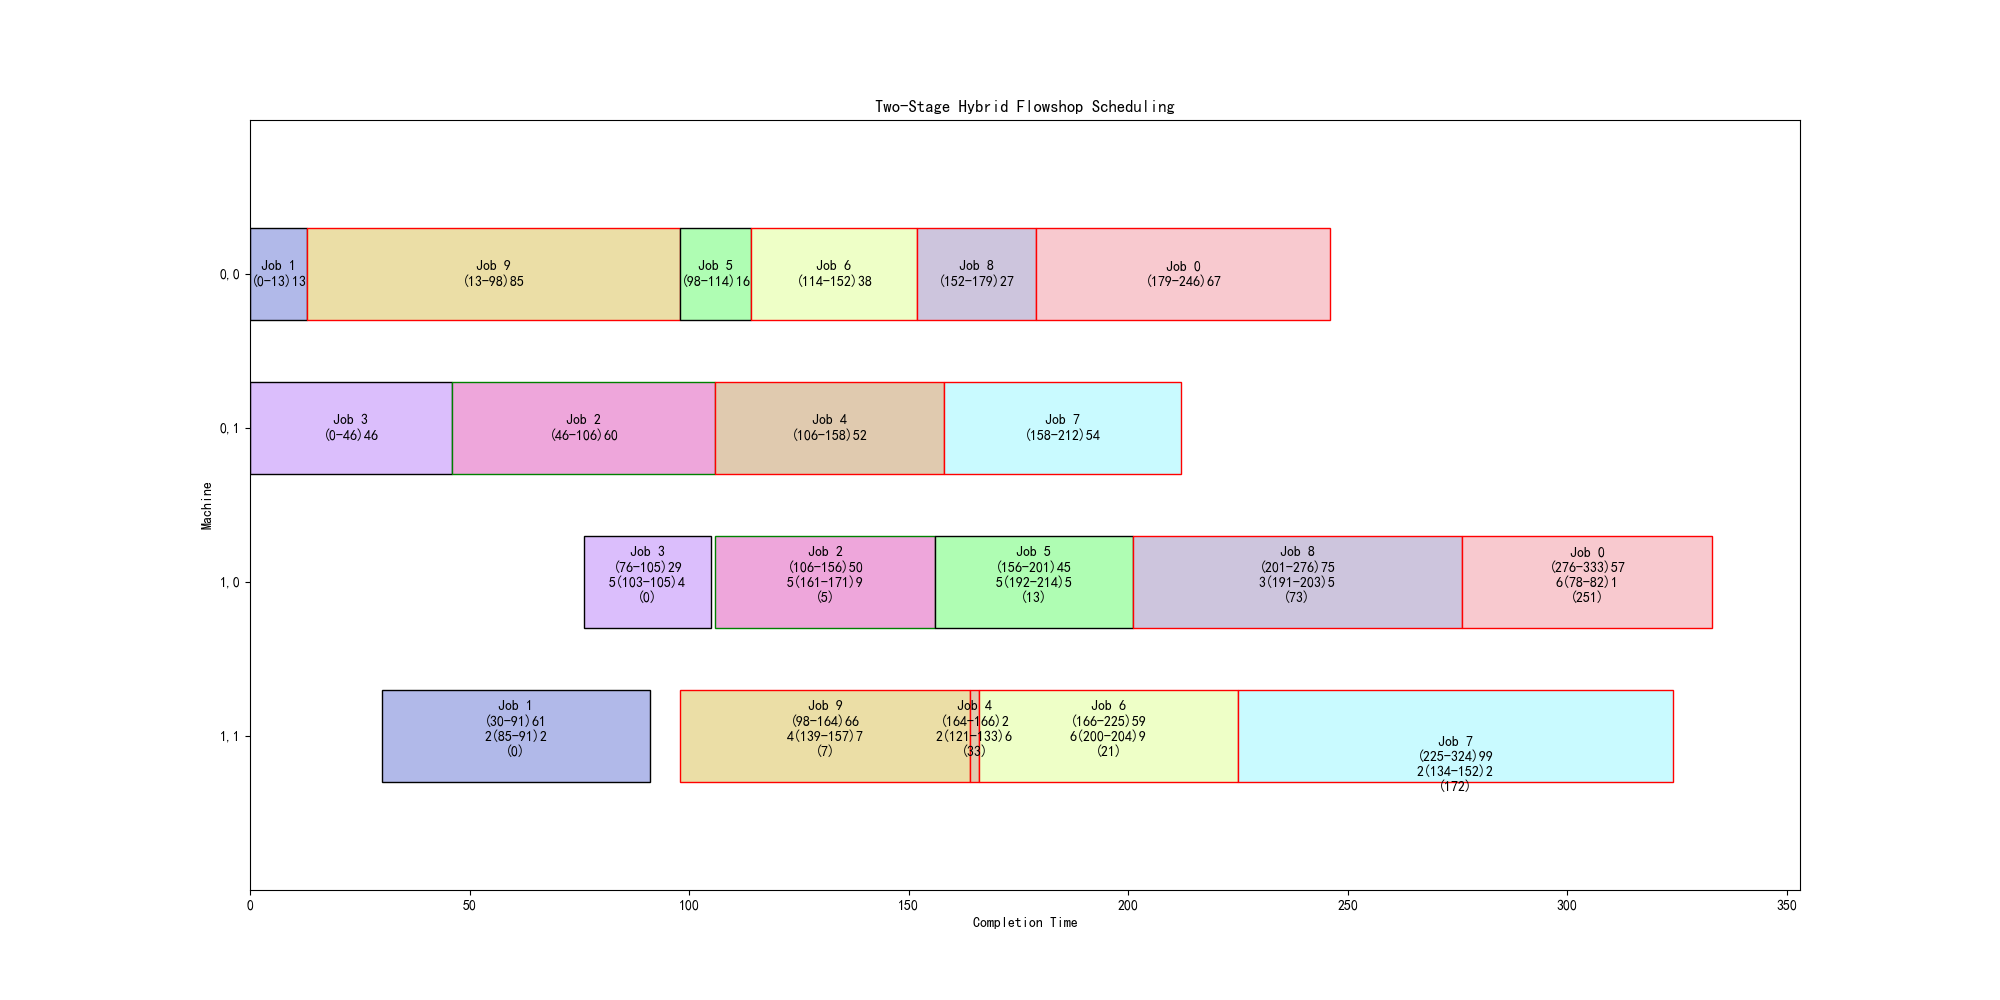 Two-Stage Hybrid Flowshop Scheduling
Machine
0,0
Job 1
(0-13)13
Job 9
(13-98)85
Job 5
(98-114)16
Job 6
(114-152)38
Job 8
(152-179)27
Job 0
(179-246)67
0,1
Job 3
(0-46)46
Job 2
(46-106)60
Job 4
(106-158)52
Job 7
(158-212)54
1,0
Job 3
(76-105)29
5(103-105)4
(0)
Job 2
(106-156)50
5(161-171)9
(5)
Job 5
(156-201)45
5(192-214)5
(13)
Job 8
(201-276)75
3(191-203)5
(73)
Job 0
(276-333)57
6(78-82)1
(251)
1,1
Job 1
(30-91)61
2(85-91)2
(0)
Job 9
(98-164)66
4(139-157)7
(7)
Job 4
(164-166)2
2(121-133)6
(33)
Job 6
(166-225)59
6(200-204)9
(21)
Job 7
(225-324)99
2(134-152)2
(172)
0 50 100 150 200 250 300 350
Completion Time